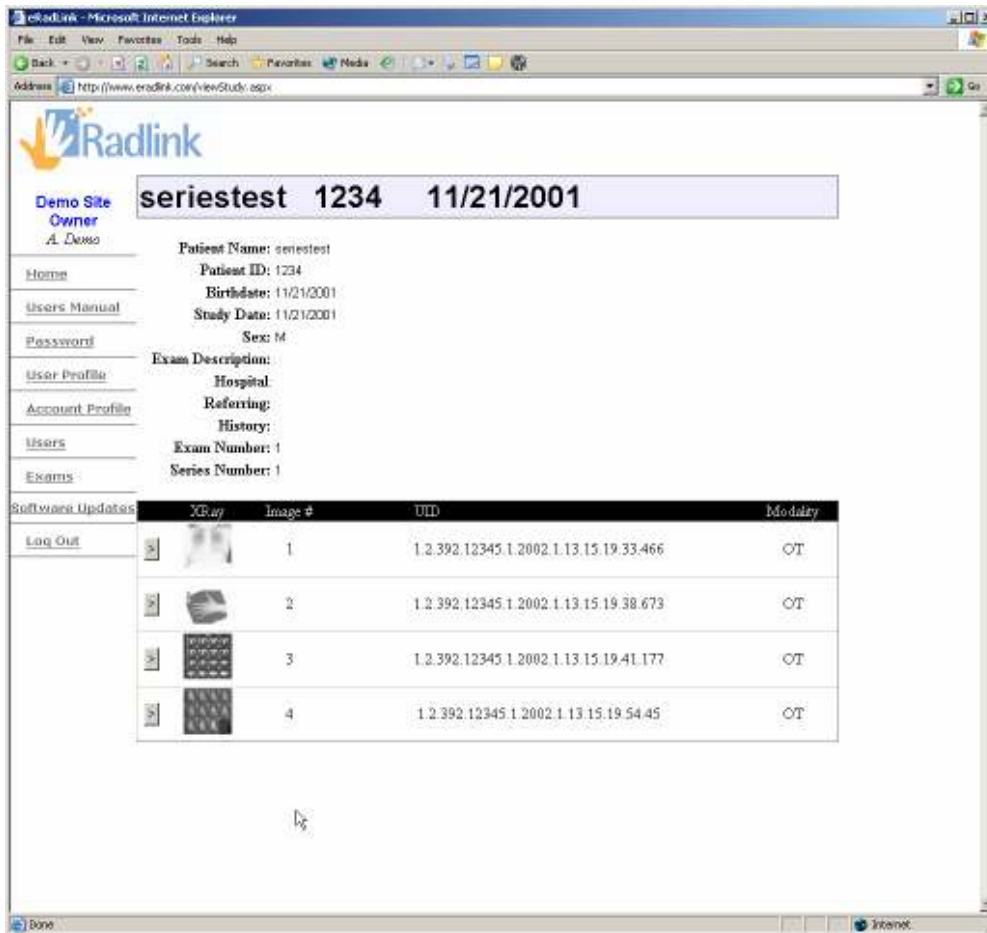 eRadLink - Microsoft Internet Explorer
File Edit View Favorites Tools Help
Back Search Favorites Media
Address http://www.eradlink.com/viewStudy.aspx Go
Radlink
Demo Site
Owner
A. Demo
Home
Users Manual
Password
User Profile
Account Profile
Users
Exams
Software Updates
Log Out
seriestest 1234 11/21/2001
Patient Name: seriestest
Patient ID: 1234
Birthdate: 11/21/2001
Study Date: 11/21/2001
Sex: M
Exam Description:
Hospital:
Referring:
History:
Exam Number: 1
Series Number: 1
XRay Image # UID Modality
> 1 1.2.392.12345.1.2002.1.13.15.19.33.466 OT
> 2 1.2.392.12345.1.2002.1.13.15.19.38.673 OT
> 3 1.2.392.12345.1.2002.1.13.15.19.41.177 OT
> 4 1.2.392.12345.1.2002.1.13.15.19.54.45 OT
Done Internet